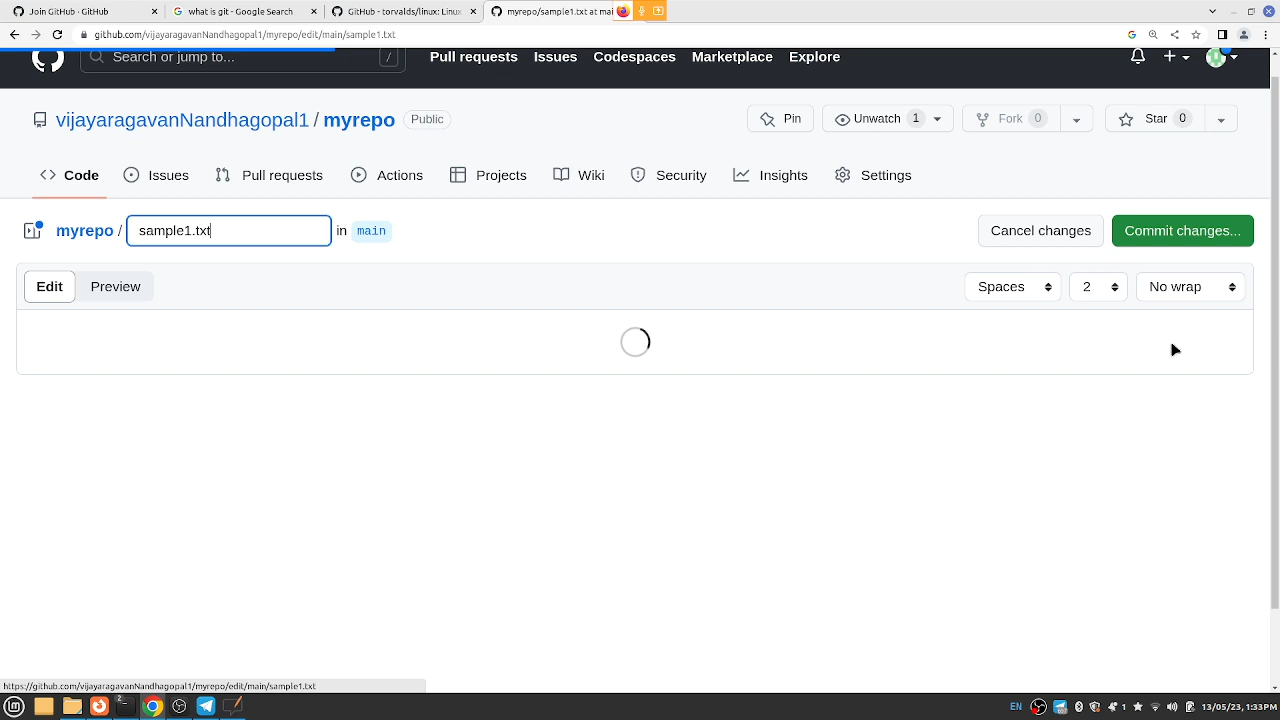 Join GitHub · GitHub
what is git - Google Search
GitHub - torvalds/linux: Linux
myrepo/sample1.txt at mai
github.com/vijayaragavanNandhagopal1/myrepo/edit/main/sample1.txt
Search or jump to... /
Pull requests Issues Codespaces Marketplace Explore
vijayaragavanNandhagopal1 / myrepo Public
Pin Unwatch 1 Fork 0 Star 0
Code Issues Pull requests Actions Projects Wiki Security Insights Settings
myrepo / sample1.txt in main Cancel changes Commit changes...
Edit Preview Spaces 2 No wrap
https://github.com/vijayaragavanNandhagopal1/myrepo/edit/main/sample1.txt
2 EN 1 13/05/23, 1:33PM